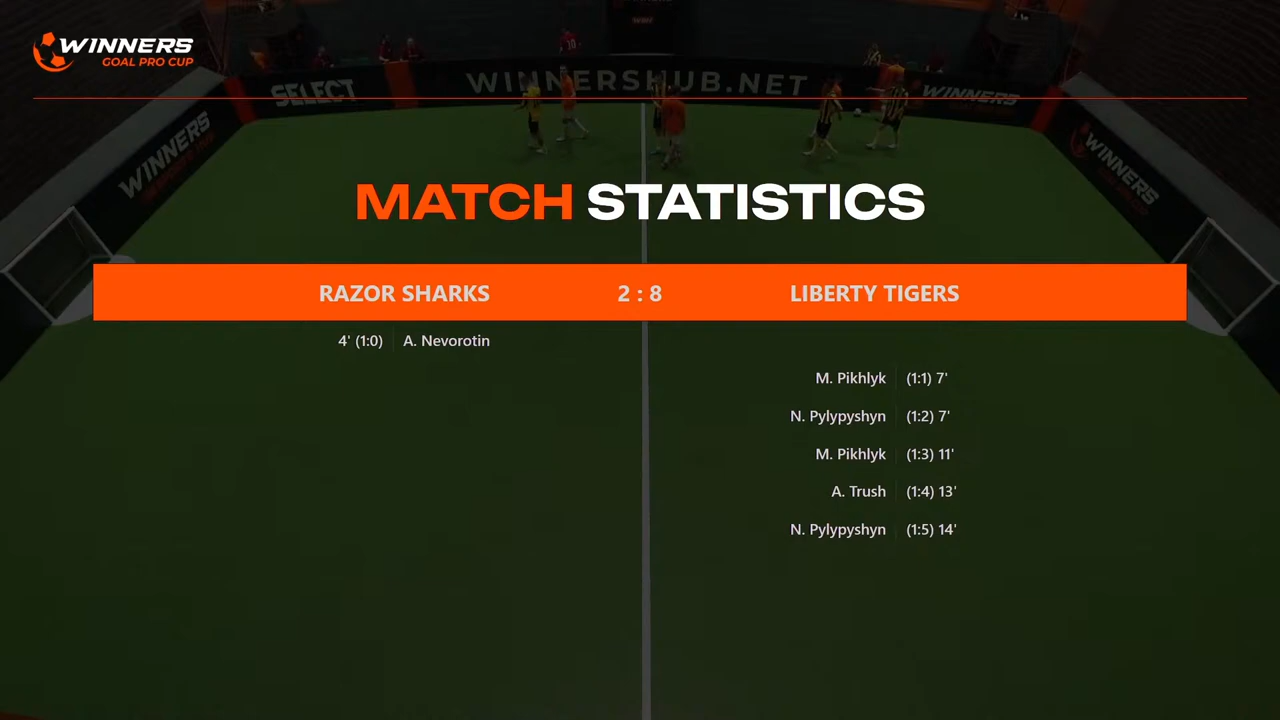 WINNERS
GOAL PRO CUP
SELECT
WINNERSHUB.NET
WINNERS
WINNERS
WINNERS
MATCH STATISTICS
RAZOR SHARKS 2 : 8 LIBERTY TIGERS
4' (1:0) A. Nevorotin
M. Pikhlyk (1:1) 7'
N. Pylypyshyn (1:2) 7'
M. Pikhlyk (1:3) 11'
A. Trush (1:4) 13'
N. Pylypyshyn (1:5) 14'